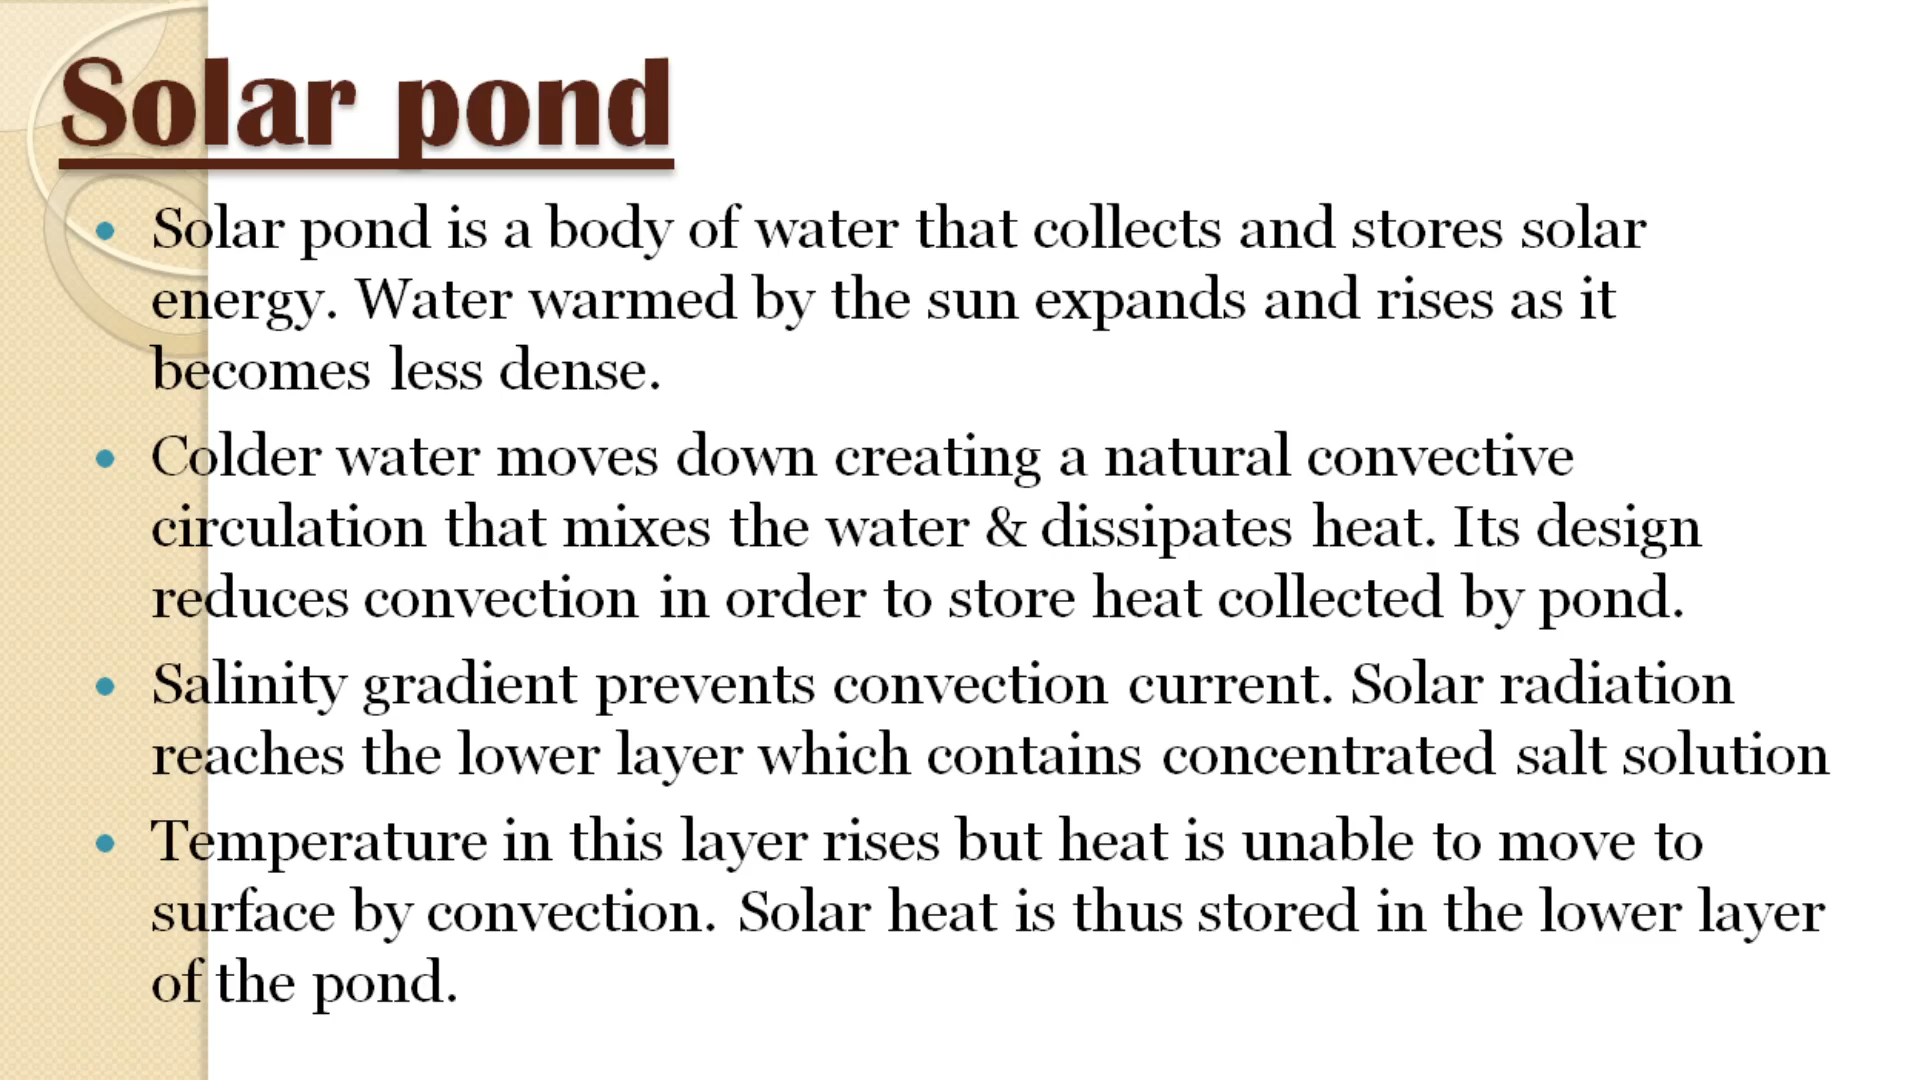 Solar pond
• Solar pond is a body of water that collects and stores solar
energy. Water warmed by the sun expands and rises as it
becomes less dense.
• Colder water moves down creating a natural convective
circulation that mixes the water & dissipates heat. Its design
reduces convection in order to store heat collected by pond.
• Salinity gradient prevents convection current. Solar radiation
reaches the lower layer which contains concentrated salt solution
• Temperature in this layer rises but heat is unable to move to
surface by convection. Solar heat is thus stored in the lower layer
of the pond.